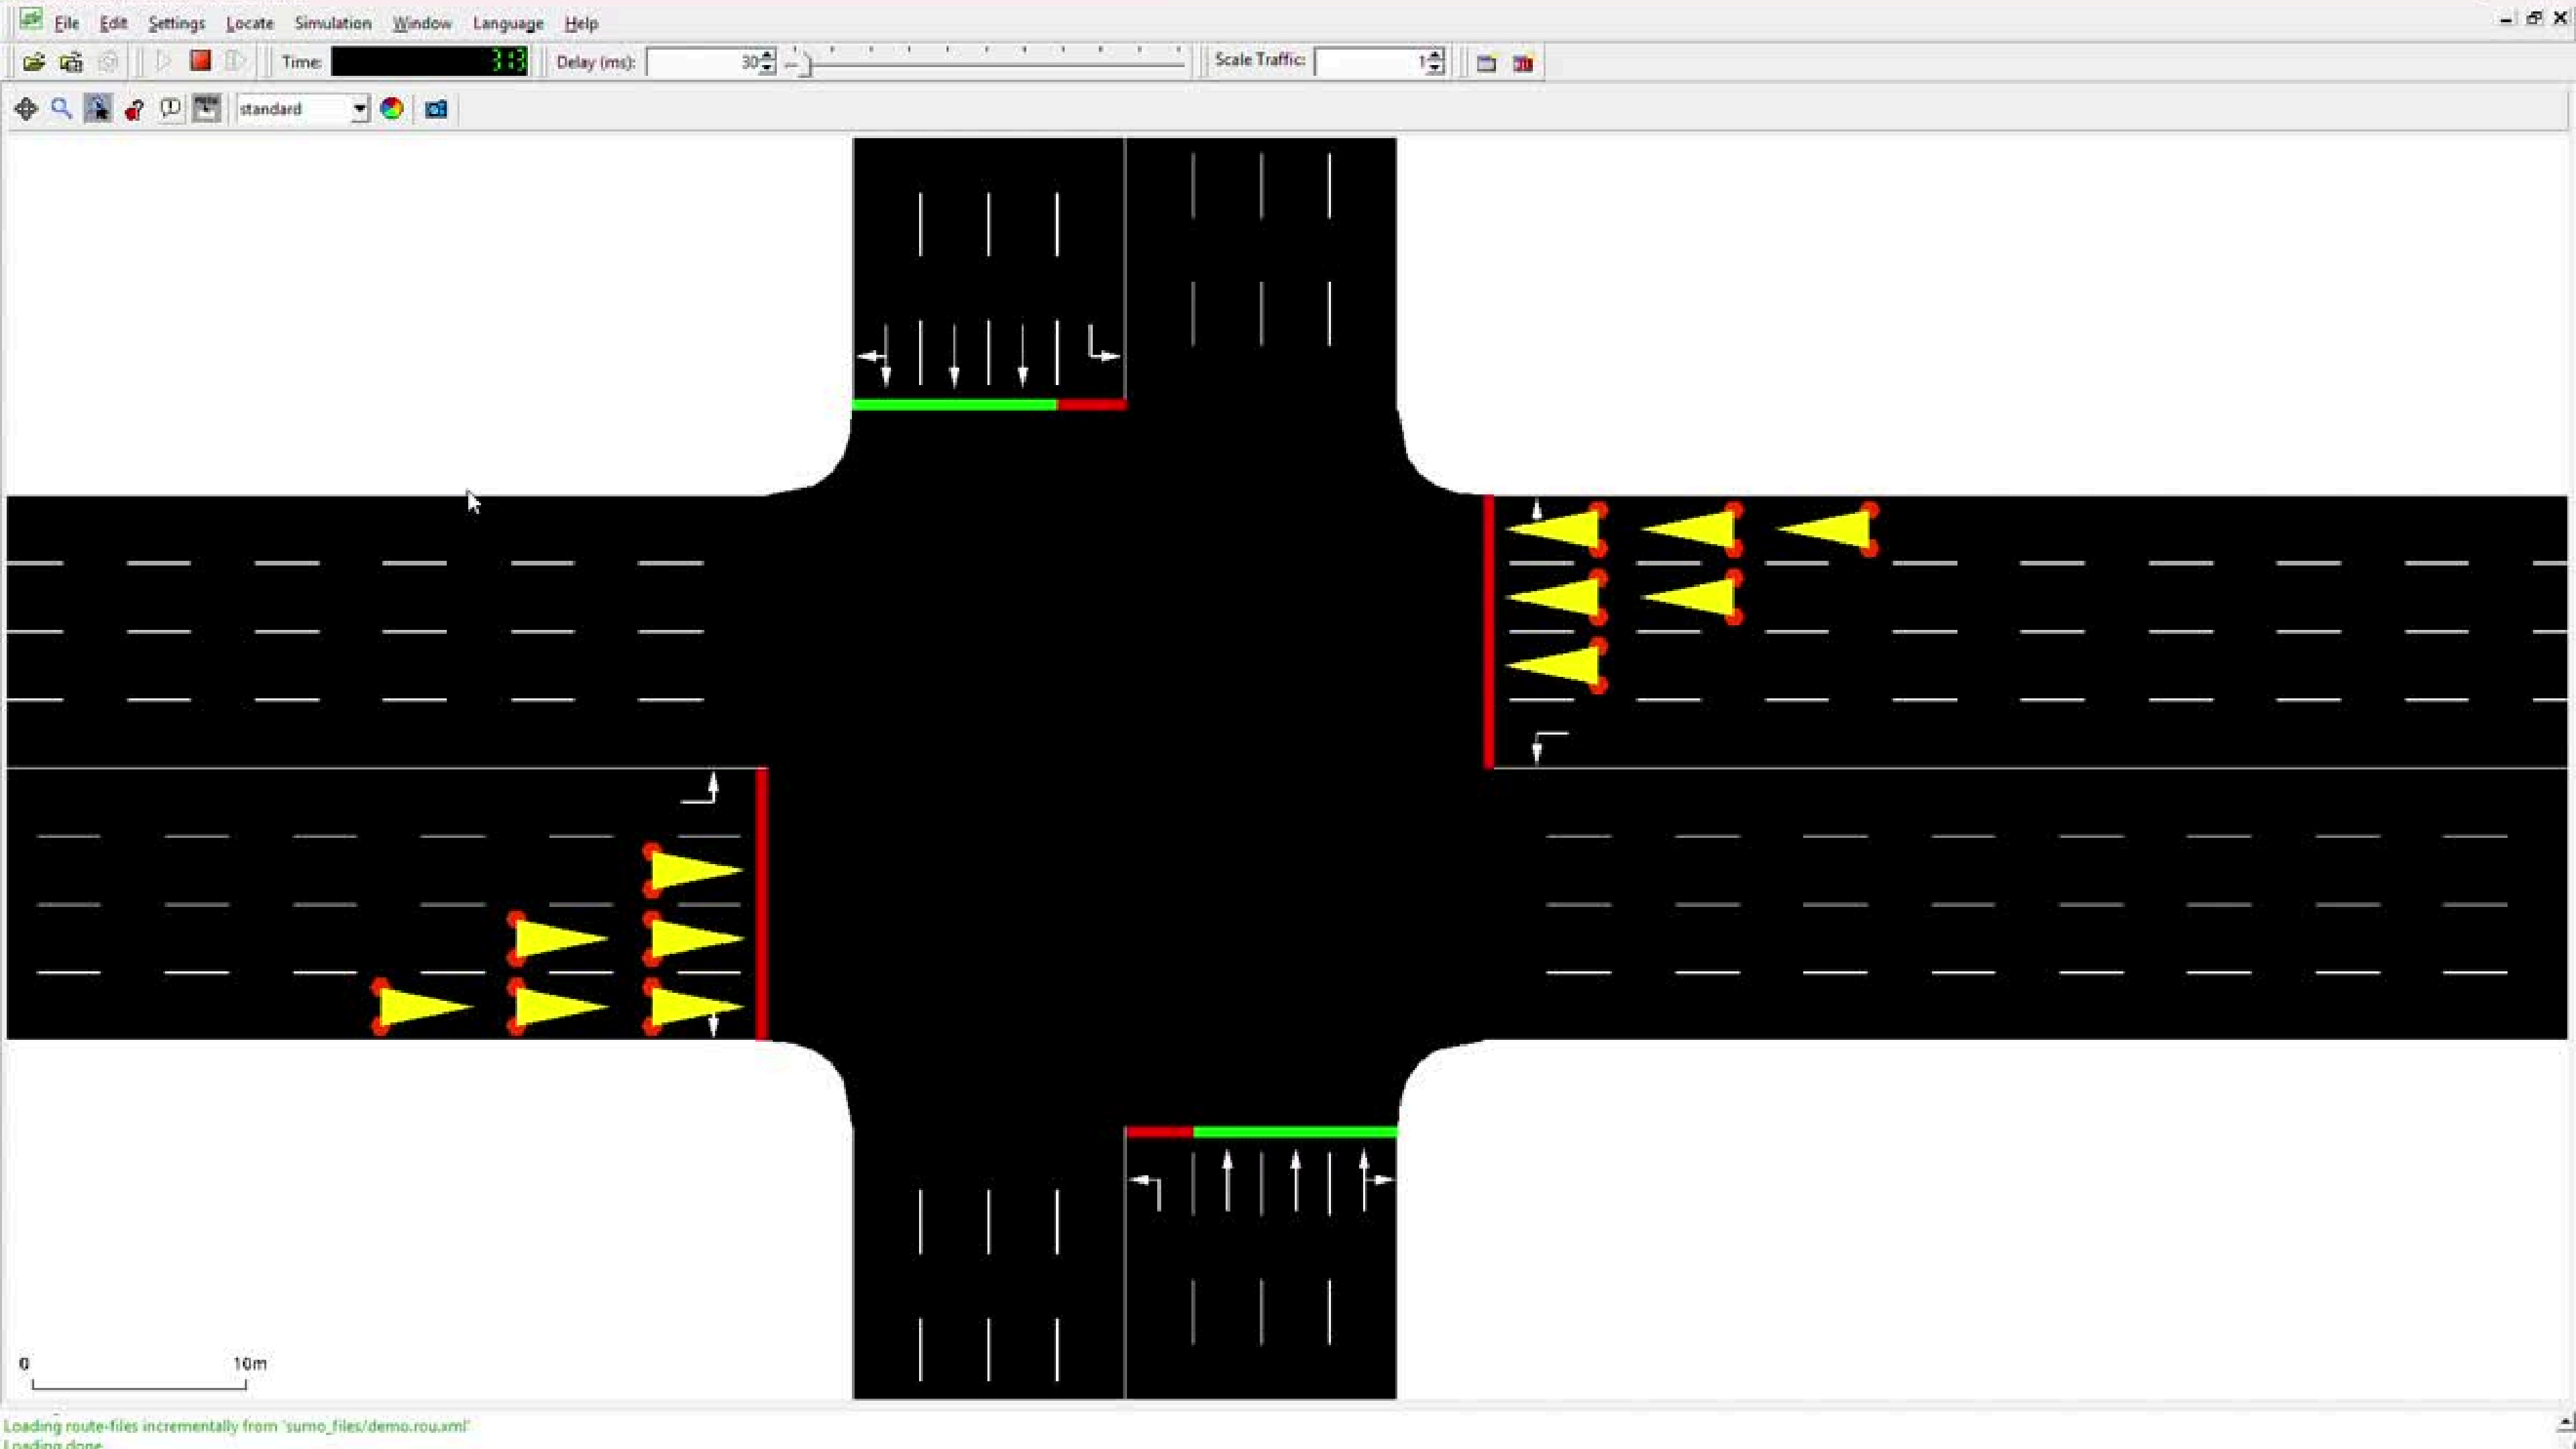 File Edit Settings Locate Simulation Window Language Help
Time: 313 Delay (ms): 30 Scale Traffic: 1
standard
0 10m
Loading route-files incrementally from 'sumo_files/demo.rou.xml'
Loading done.